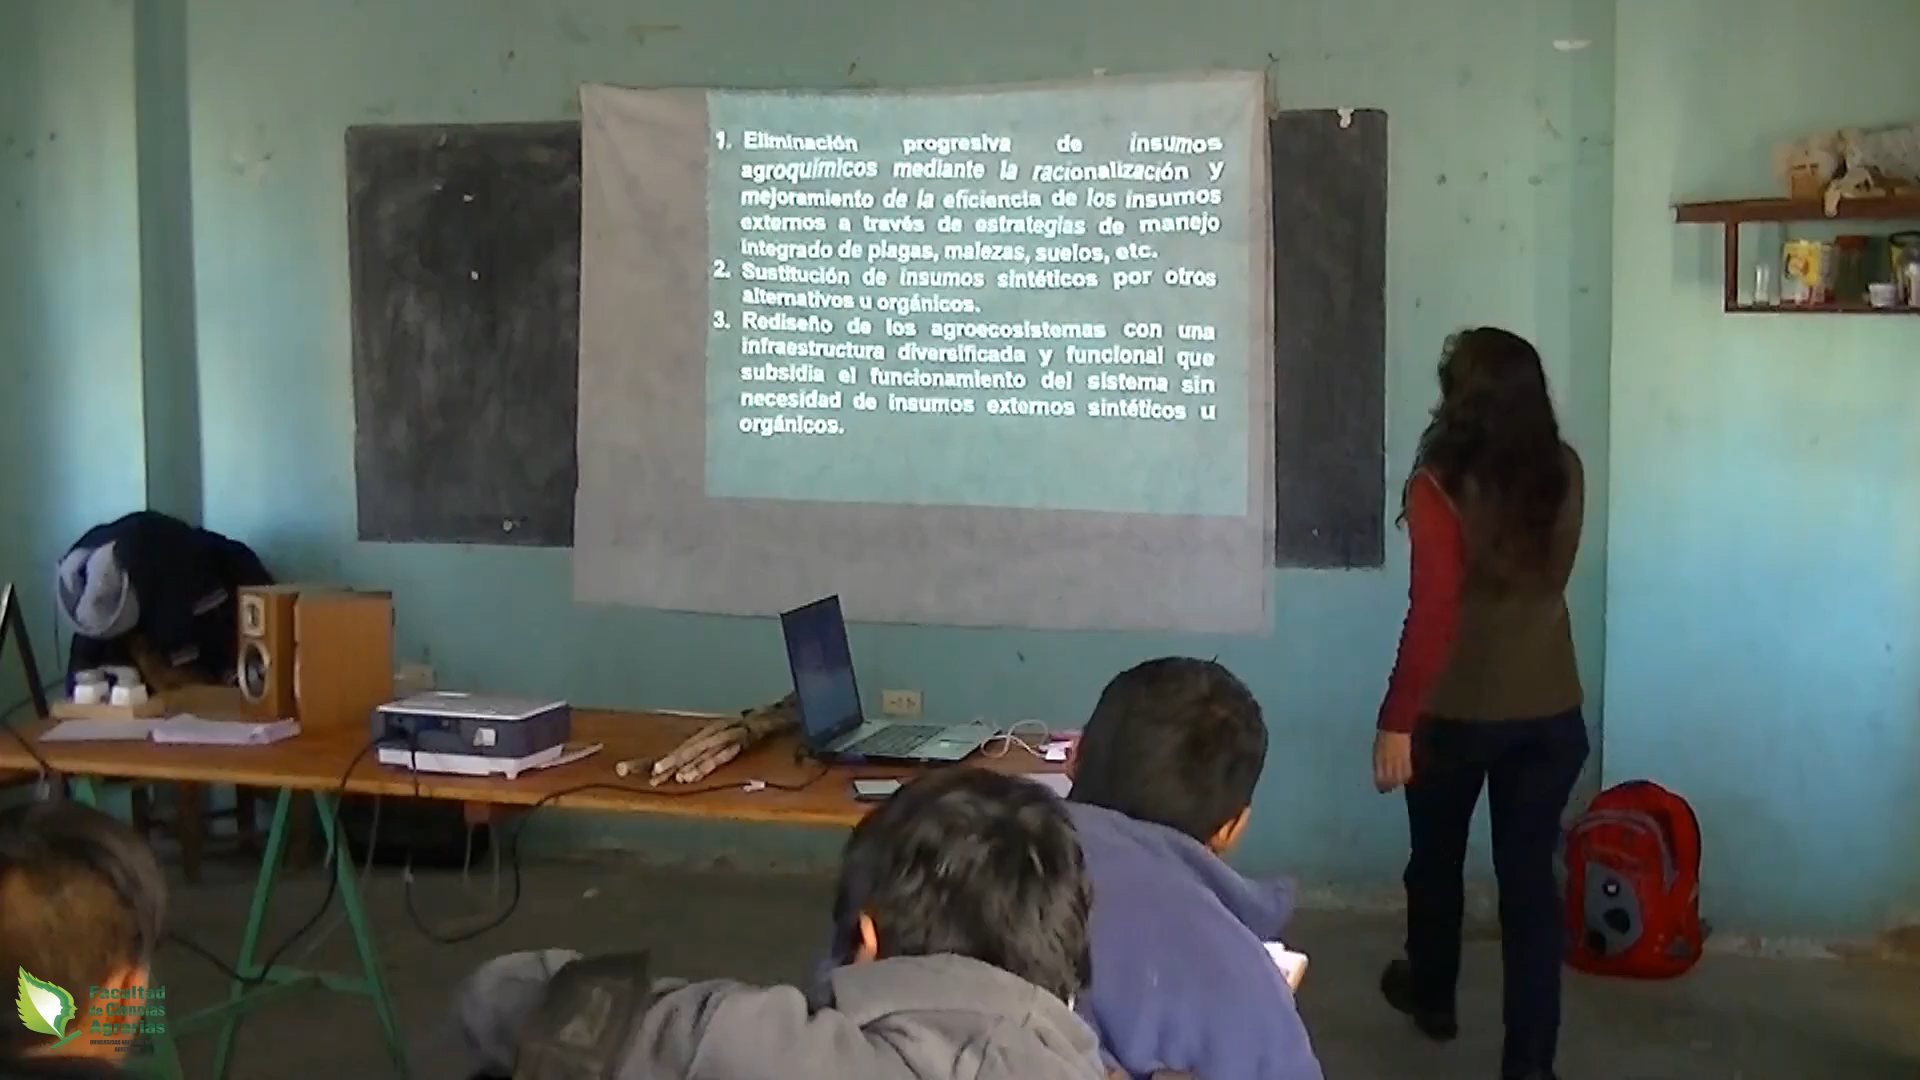 1. Eliminación progresiva de insumos
agroquímicos mediante la racionalización y
mejoramiento de la eficiencia de los insumos
externos a través de estrategias de manejo
integrado de plagas, malezas, suelos, etc.
2. Sustitución de insumos sintéticos por otros
alternativos u orgánicos.
3. Rediseño de los agroecosistemas con una
infraestructura diversificada y funcional que
subsidia el funcionamiento del sistema sin
necesidad de insumos externos sintéticos u
orgánicos.
Facultad
de Ciencias
Agrarias